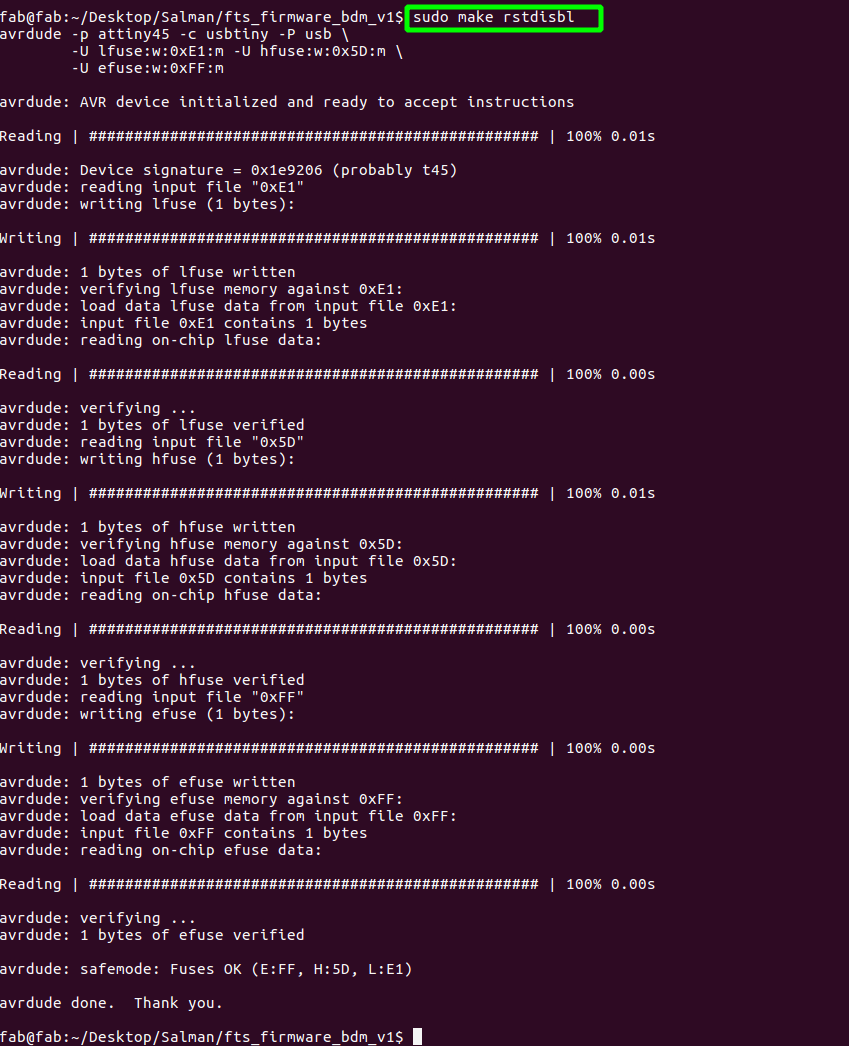 fab@fab:~/Desktop/Salman/fts_firmware_bdm_v1$ sudo make rstdisbl
avrdude -p attiny45 -c usbtiny -P usb \
        -U lfuse:w:0xE1:m -U hfuse:w:0x5D:m \
        -U efuse:w:0xFF:m
avrdude: AVR device initialized and ready to accept instructions
Reading | ################################################## | 100% 0.01s
avrdude: Device signature = 0x1e9206 (probably t45)
avrdude: reading input file "0xE1"
avrdude: writing lfuse (1 bytes):
Writing | ################################################## | 100% 0.01s
avrdude: 1 bytes of lfuse written
avrdude: verifying lfuse memory against 0xE1:
avrdude: load data lfuse data from input file 0xE1:
avrdude: input file 0xE1 contains 1 bytes
avrdude: reading on-chip lfuse data:
Reading | ################################################## | 100% 0.00s
avrdude: verifying ...
avrdude: 1 bytes of lfuse verified
avrdude: reading input file "0x5D"
avrdude: writing hfuse (1 bytes):
Writing | ################################################## | 100% 0.01s
avrdude: 1 bytes of hfuse written
avrdude: verifying hfuse memory against 0x5D:
avrdude: load data hfuse data from input file 0x5D:
avrdude: input file 0x5D contains 1 bytes
avrdude: reading on-chip hfuse data:
Reading | ################################################## | 100% 0.00s
avrdude: verifying ...
avrdude: 1 bytes of hfuse verified
avrdude: reading input file "0xFF"
avrdude: writing efuse (1 bytes):
Writing | ################################################## | 100% 0.00s
avrdude: 1 bytes of efuse written
avrdude: verifying efuse memory against 0xFF:
avrdude: load data efuse data from input file 0xFF:
avrdude: input file 0xFF contains 1 bytes
avrdude: reading on-chip efuse data:
Reading | ################################################## | 100% 0.00s
avrdude: verifying ...
avrdude: 1 bytes of efuse verified
avrdude: safemode: Fuses OK (E:FF, H:5D, L:E1)
avrdude done.  Thank you.
fab@fab:~/Desktop/Salman/fts_firmware_bdm_v1$